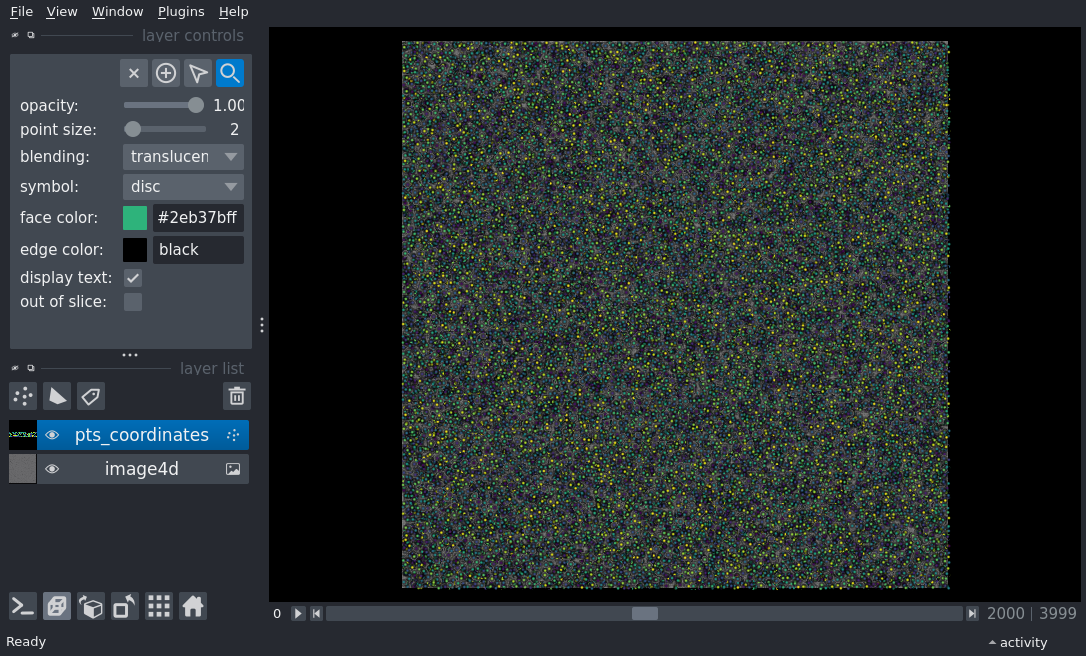 File View Window Plugins Help
layer controls
opacity: 1.00
point size: 2
blending: translucen
symbol: disc
face color: #2eb37bff
edge color: black
display text:
out of slice:
layer list
pts_coordinates
image4d
0 2000 3999
Ready activity